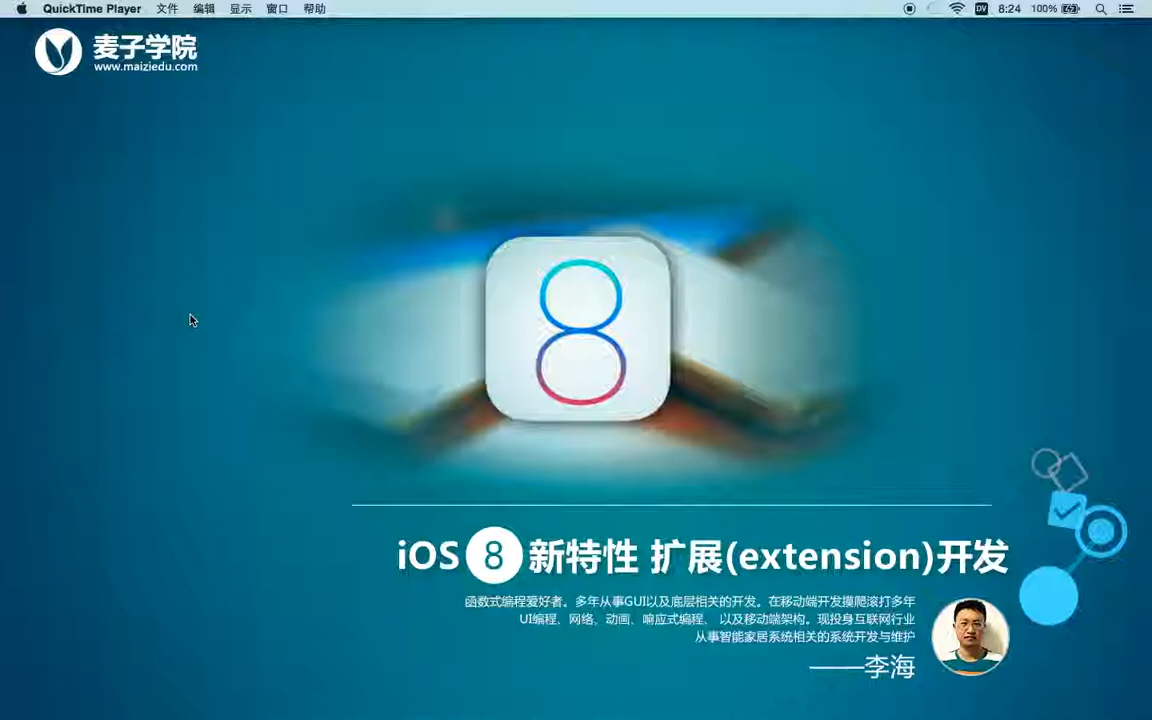 QuickTime Player 文件 编辑 显示 窗口 帮助 DV 8:24 100%
麦子学院
www.maiziedu.com
8
iOS 8 新特性 扩展(extension)开发
函数式编程爱好者。多年从事GUI以及底层相关的开发。在移动端开发摸爬滚打多年
UI编程、网络、动画、响应式编程、 以及移动端架构。现投身互联网行业
从事智能家居系统相关的系统开发与维护
——李海